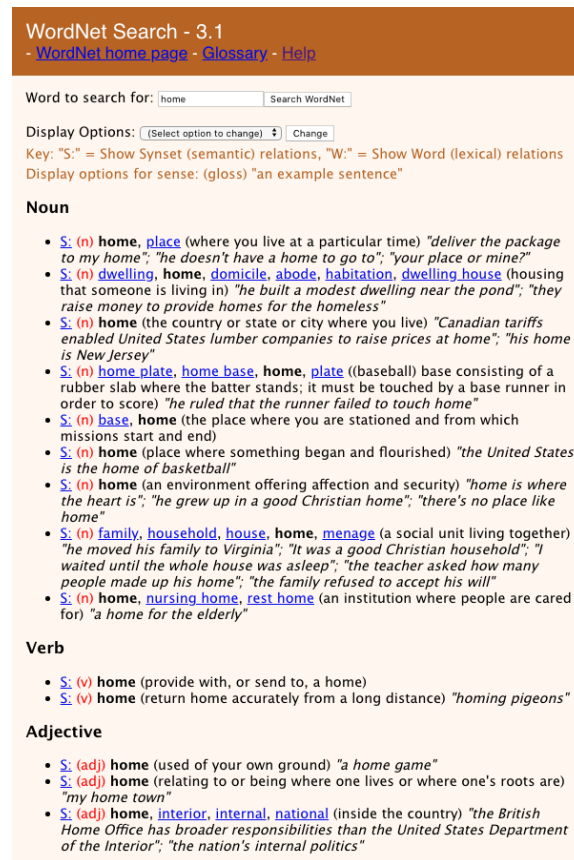 WordNet Search - 3.1
- WordNet home page - Glossary - Help
Word to search for: home Search WordNet
Display Options: (Select option to change) Change
Key: "S:" = Show Synset (semantic) relations, "W:" = Show Word (lexical) relations
Display options for sense: (gloss) "an example sentence"
Noun
• S: (n) home, place (where you live at a particular time) "deliver the package
to my home"; "he doesn't have a home to go to"; "your place or mine?"
• S: (n) dwelling, home, domicile, abode, habitation, dwelling house (housing
that someone is living in) "he built a modest dwelling near the pond"; "they
raise money to provide homes for the homeless"
• S: (n) home (the country or state or city where you live) "Canadian tariffs
enabled United States lumber companies to raise prices at home"; "his home
is New Jersey"
• S: (n) home plate, home base, home, plate ((baseball) base consisting of a
rubber slab where the batter stands; it must be touched by a base runner in
order to score) "he ruled that the runner failed to touch home"
• S: (n) base, home (the place where you are stationed and from which
missions start and end)
• S: (n) home (place where something began and flourished) "the United States
is the home of basketball"
• S: (n) home (an environment offering affection and security) "home is where
the heart is"; "he grew up in a good Christian home"; "there's no place like
home"
• S: (n) family, household, house, home, menage (a social unit living together)
"he moved his family to Virginia"; "It was a good Christian household"; "I
waited until the whole house was asleep"; "the teacher asked how many
people made up his home"; "the family refused to accept his will"
• S: (n) home, nursing home, rest home (an institution where people are cared
for) "a home for the elderly"
Verb
• S: (v) home (provide with, or send to, a home)
• S: (v) home (return home accurately from a long distance) "homing pigeons"
Adjective
• S: (adj) home (used of your own ground) "a home game"
• S: (adj) home (relating to or being where one lives or where one's roots are)
"my home town"
• S: (adj) home, interior, internal, national (inside the country) "the British
Home Office has broader responsibilities than the United States Department
of the Interior"; "the nation's internal politics"